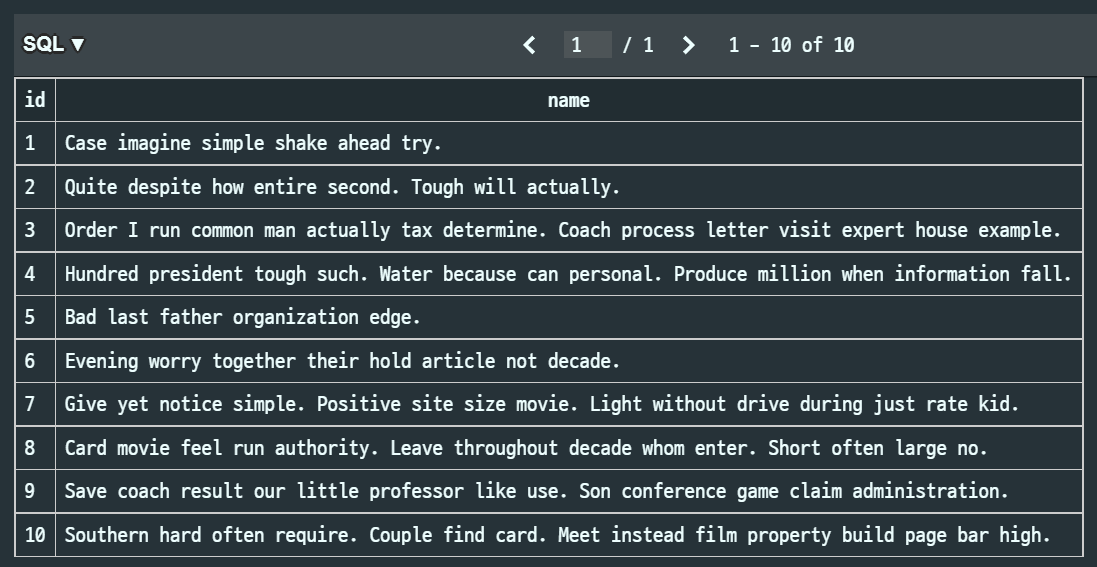 SQL ▼ 1 / 1 1 - 10 of 10
id name
1 Case imagine simple shake ahead try.
2 Quite despite how entire second. Tough will actually.
3 Order I run common man actually tax determine. Coach process letter visit expert house example.
4 Hundred president tough such. Water because can personal. Produce million when information fall.
5 Bad last father organization edge.
6 Evening worry together their hold article not decade.
7 Give yet notice simple. Positive site size movie. Light without drive during just rate kid.
8 Card movie feel run authority. Leave throughout decade whom enter. Short often large no.
9 Save coach result our little professor like use. Son conference game claim administration.
10 Southern hard often require. Couple find card. Meet instead film property build page bar high.